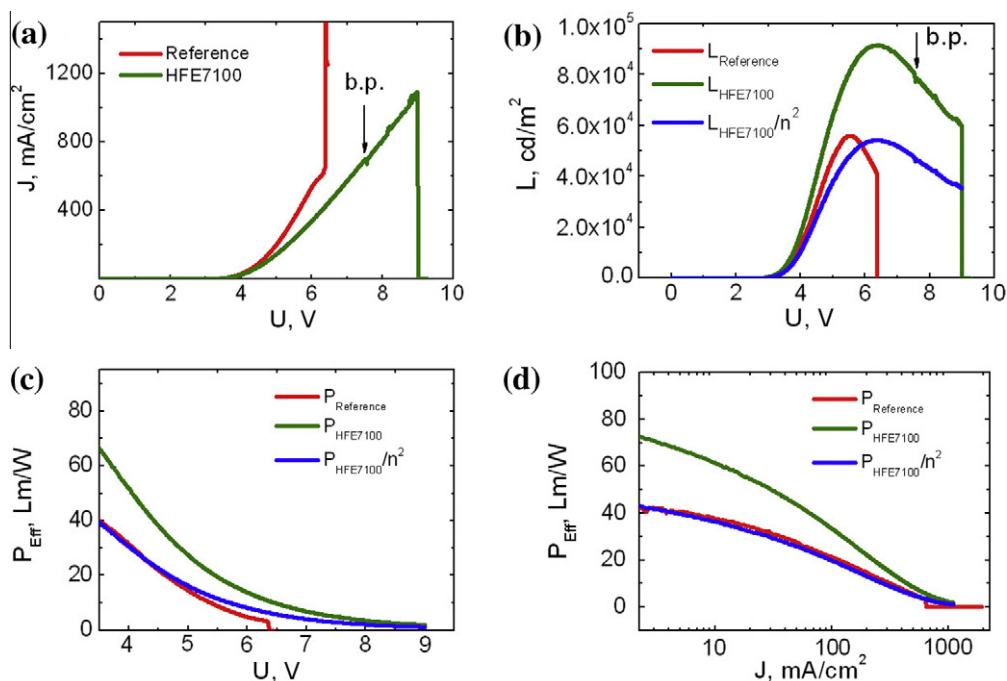 (a)
Reference
HFE7100
b.p.
J, mA/cm²
1200
800
400
0 2 4 6 8 10
U, V
(b)
L_Reference
L_HFE7100
L_HFE7100/n²
b.p.
L, cd/m²
1.0x10⁵
8.0x10⁴
6.0x10⁴
4.0x10⁴
2.0x10⁴
0.0
0 2 4 6 8 10
U, V
(c)
P_Reference
P_HFE7100
P_HFE7100/n²
P_Eff, Lm/W
80
60
40
20
0
4 5 6 7 8 9
U, V
(d)
P_Reference
P_HFE7100
P_HFE7100/n²
P_Eff, Lm/W
100
80
60
40
20
0
10 100 1000
J, mA/cm²